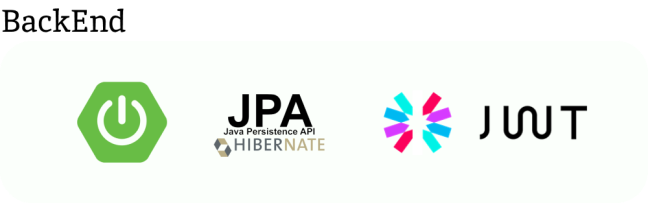 BackEnd
JPA
Java Persistence API
HIBERNATE
JWT